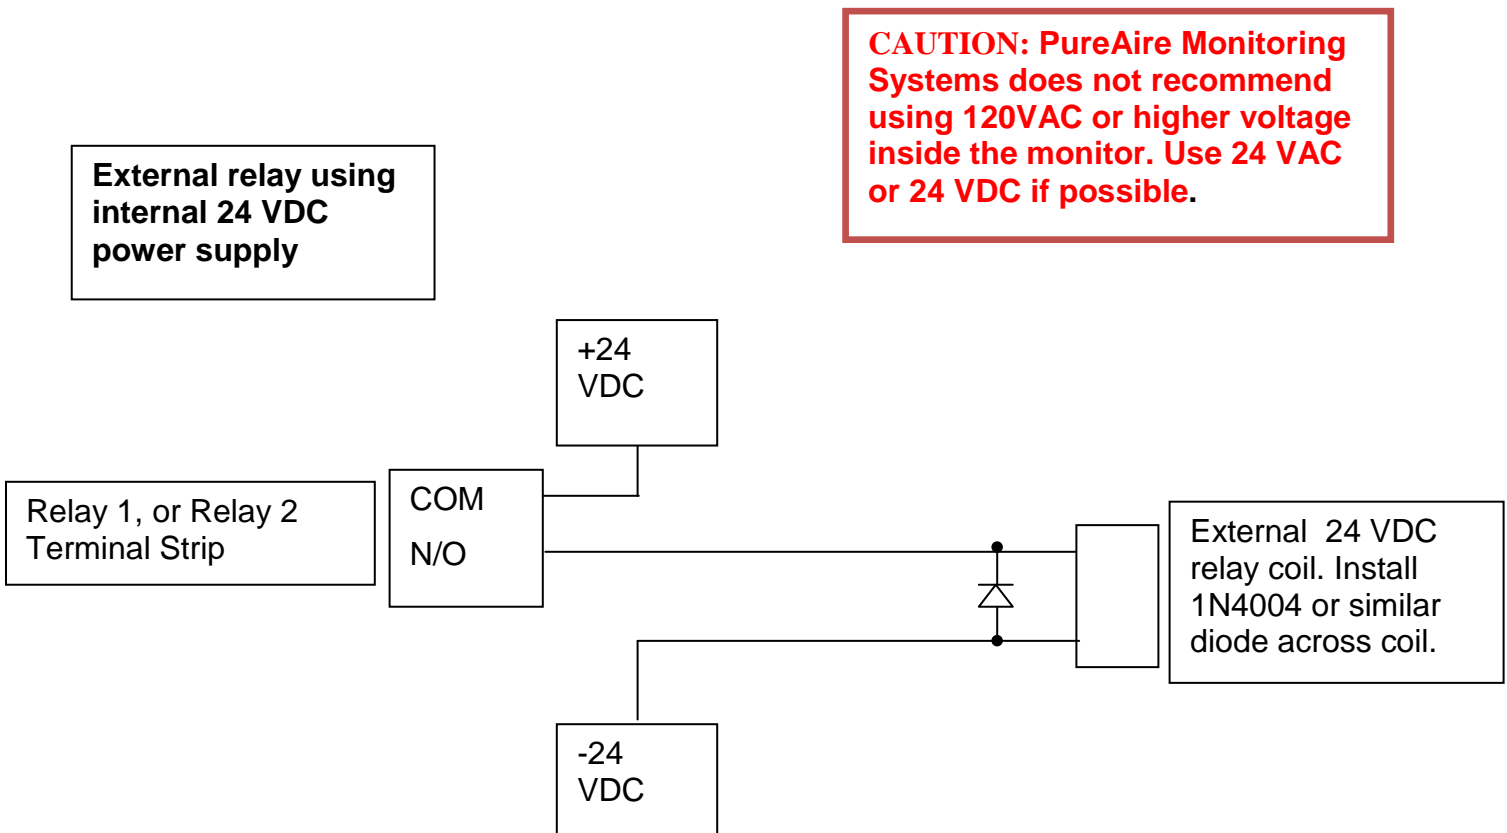 CAUTION: PureAire Monitoring
Systems does not recommend
using 120VAC or higher voltage
inside the monitor. Use 24 VAC
or 24 VDC if possible.
External relay using
internal 24 VDC
power supply
+24
VDC
Relay 1, or Relay 2
Terminal Strip
COM
N/O
External 24 VDC
relay coil. Install
1N4004 or similar
diode across coil.
-24
VDC